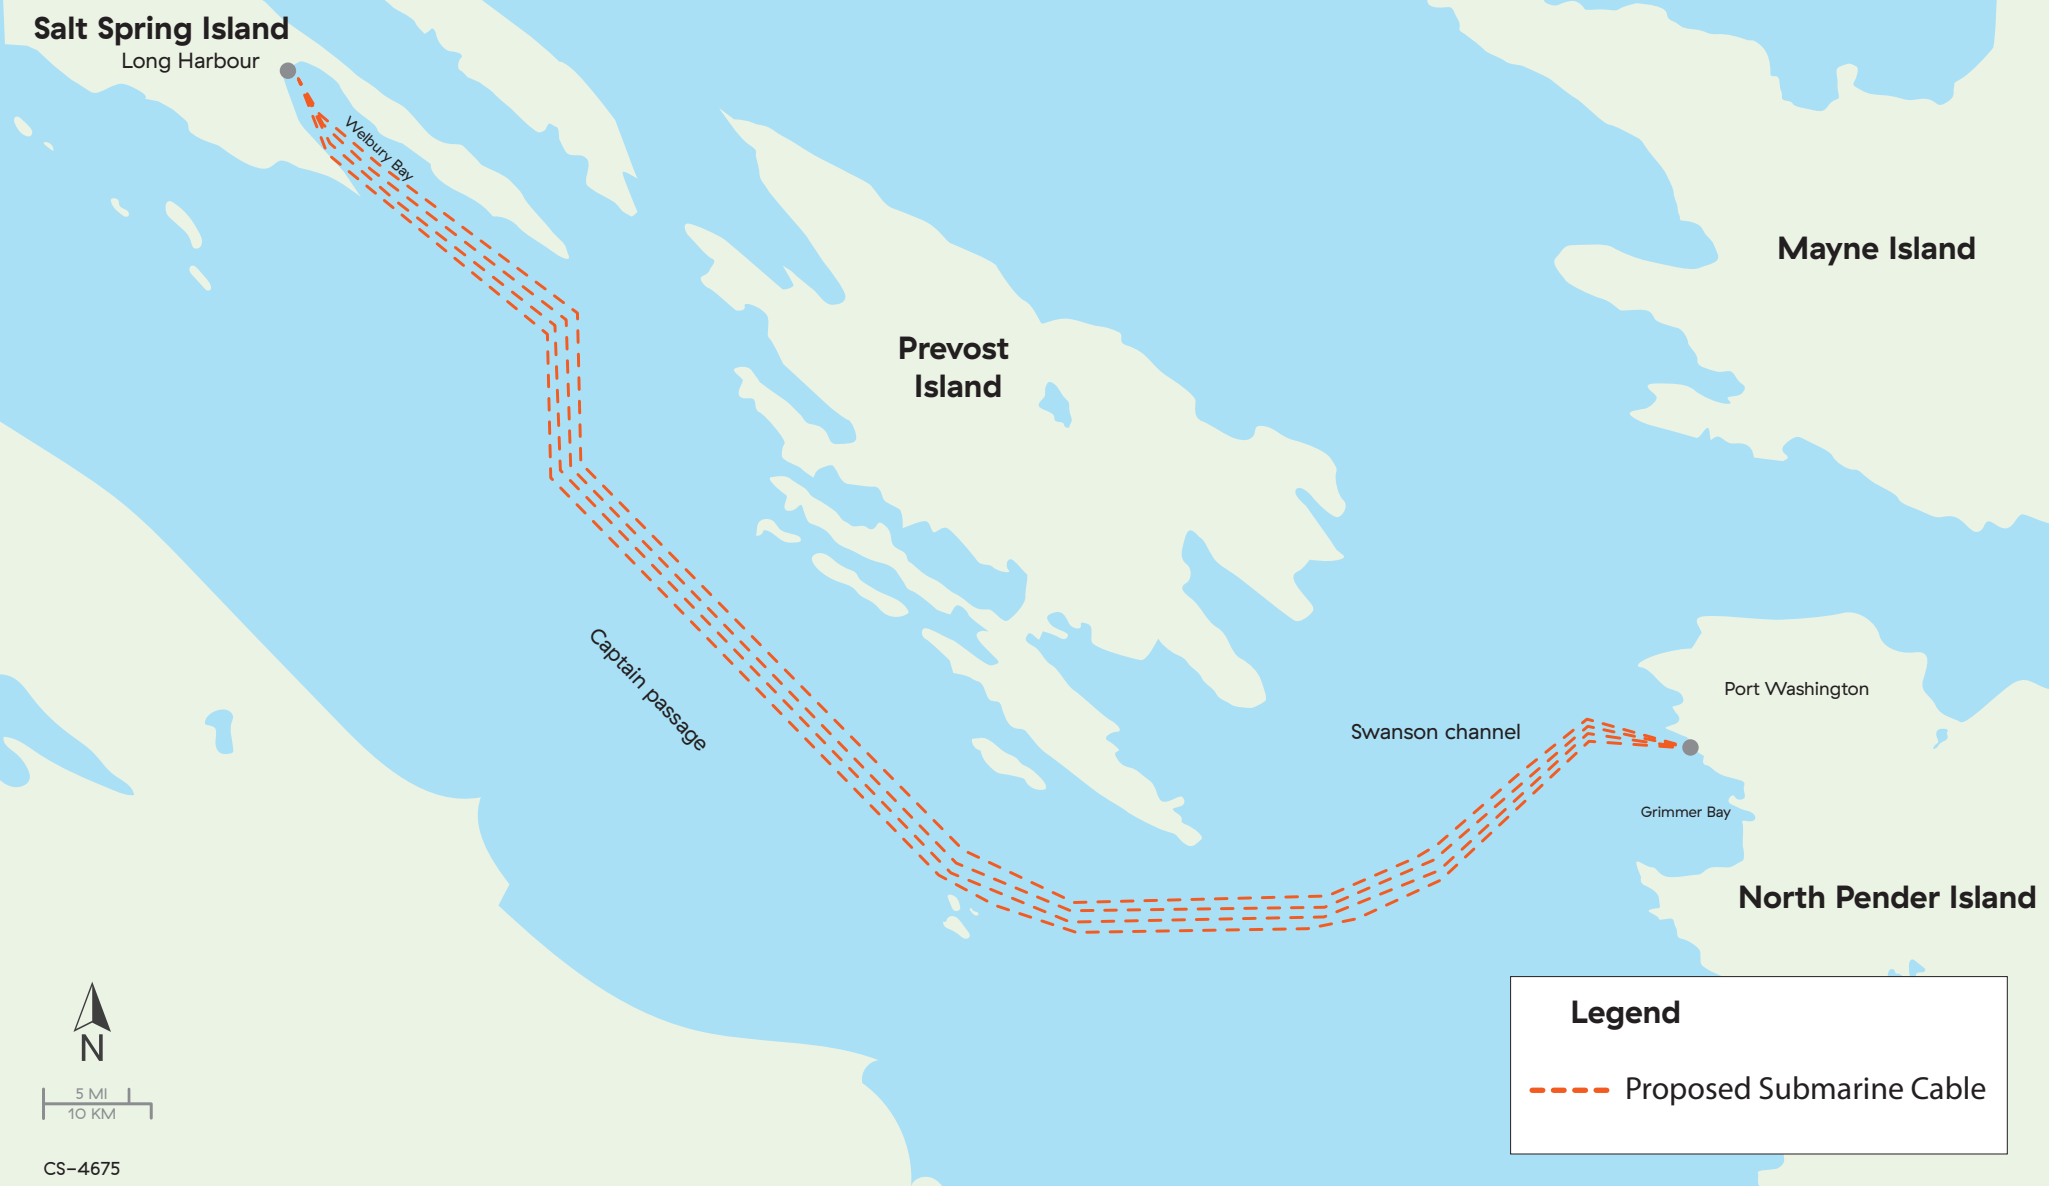 Salt Spring Island
Long Harbour
Welbury Bay
Mayne Island
Prevost
Island
Captain passage
Swanson channel
Port Washington
Grimmer Bay
North Pender Island
N
5 MI
10 KM
CS-4675
Legend
Proposed Submarine Cable